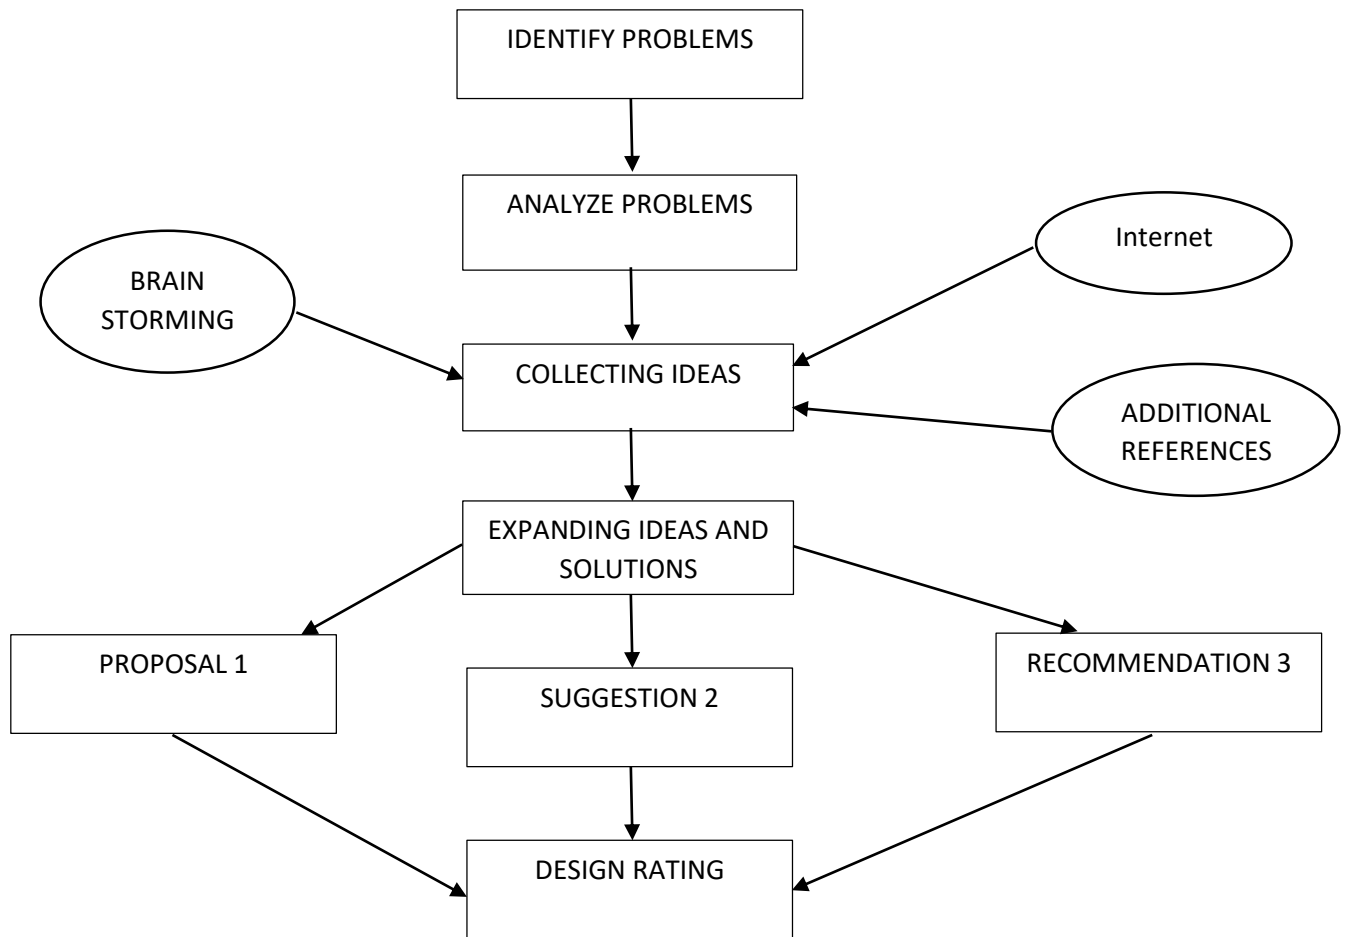 IDENTIFY PROBLEMS
ANALYZE PROBLEMS
Internet
BRAIN
STORMING
COLLECTING IDEAS
ADDITIONAL
REFERENCES
EXPANDING IDEAS AND
SOLUTIONS
PROPOSAL 1
SUGGESTION 2
RECOMMENDATION 3
DESIGN RATING